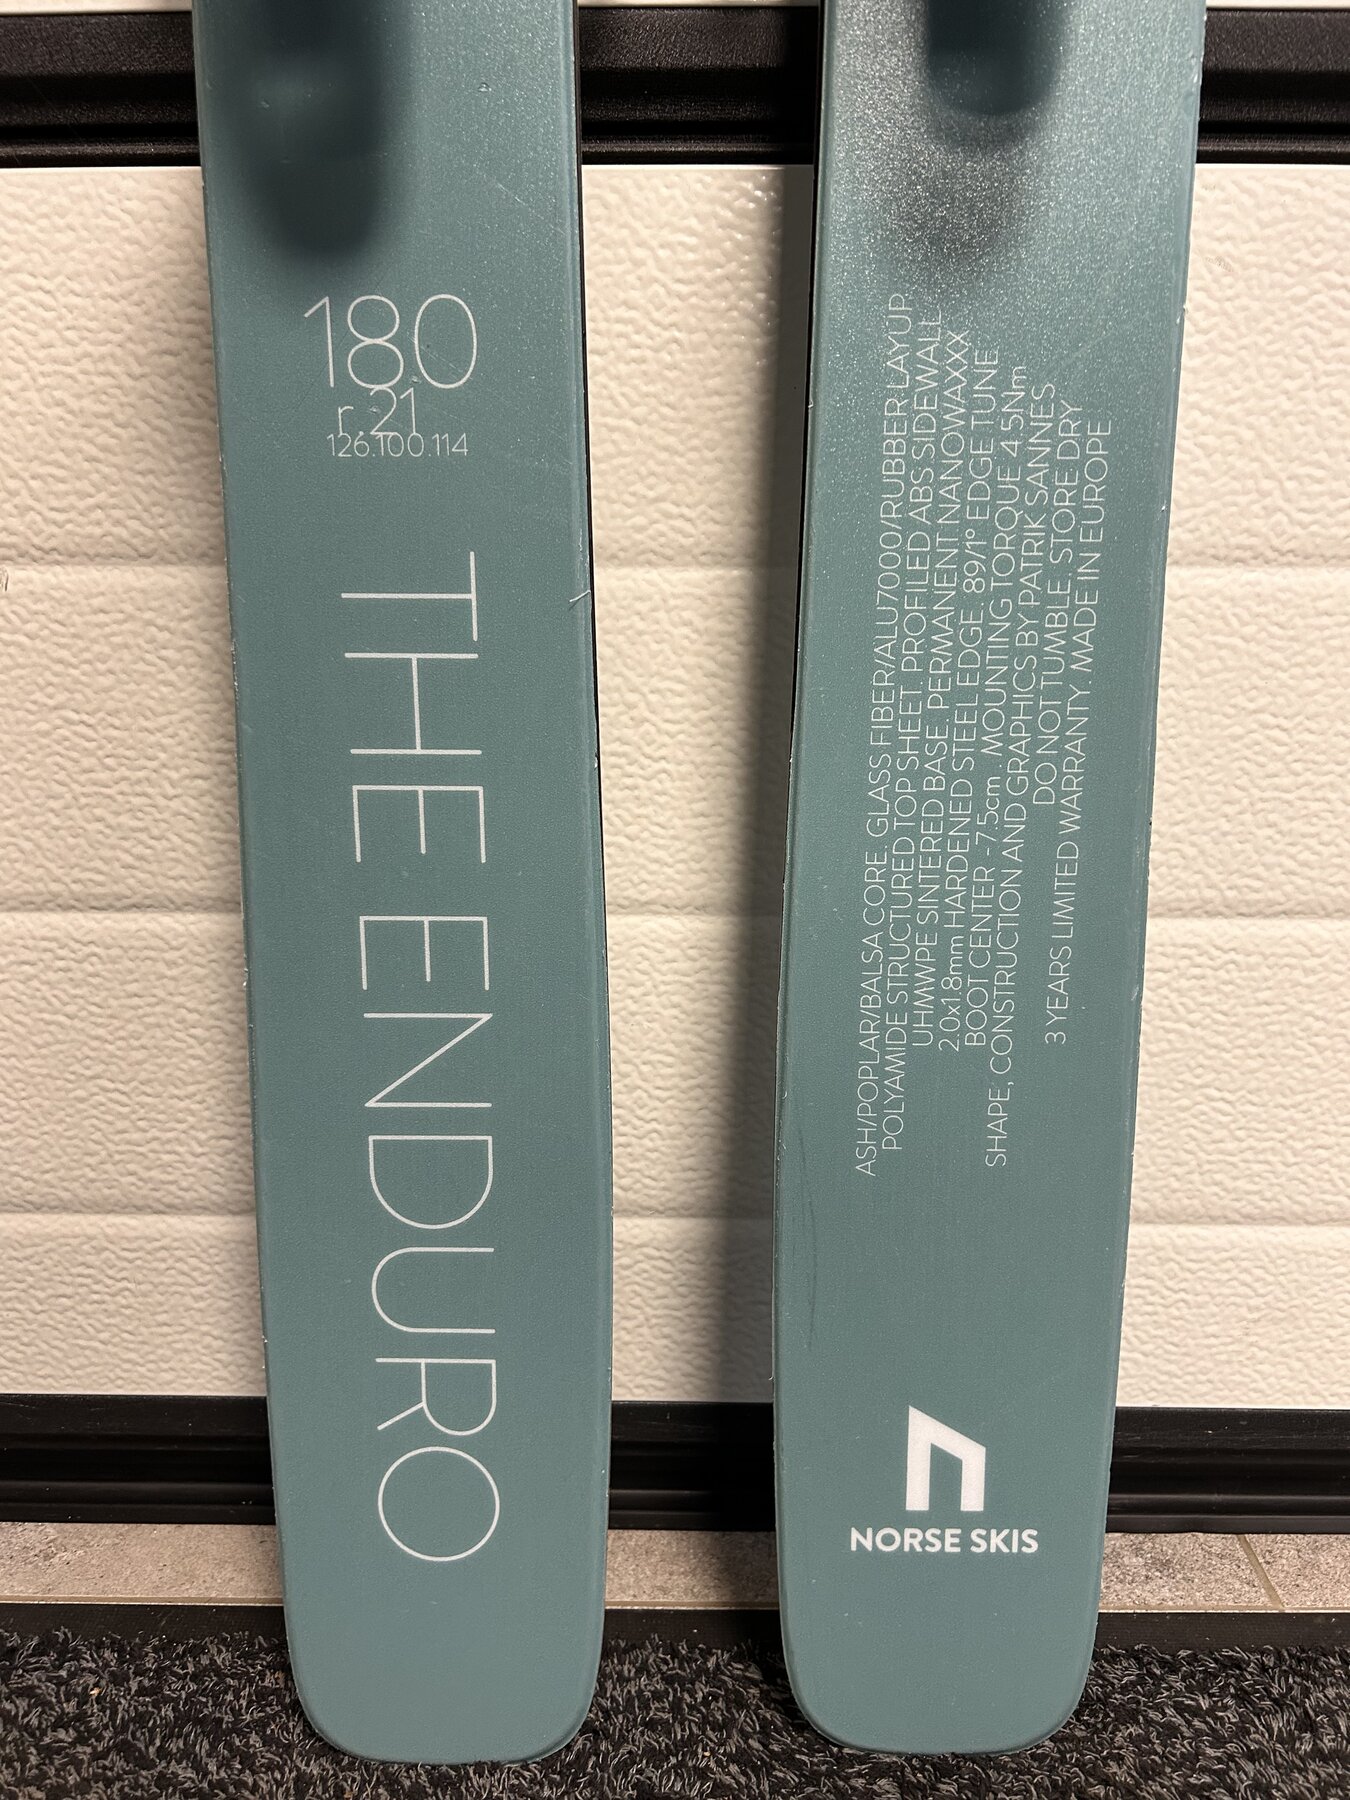 180
r.21
126.100.114
THE ENDURO
ASH/POPLAR/BALSA CORE. GLASS FIBER/ALU7000/RUBBER LAYUP
POLYAMIDE STRUCTURED TOP SHEET. PROFILED ABS SIDEWALL
UHMWPE SINTERED BASE. PERMANENT NANOWAXXX
2.0x1.8mm HARDENED STEEL EDGE. 89/1° EDGE TUNE
BOOT CENTER -7.5cm . MOUNTING TORQUE 4.5Nm
SHAPE, CONSTRUCTION AND GRAPHICS BY PATRIK SANNES
DO NOT TUMBLE. STORE DRY
3 YEARS LIMITED WARRANTY. MADE IN EUROPE
NORSE SKIS